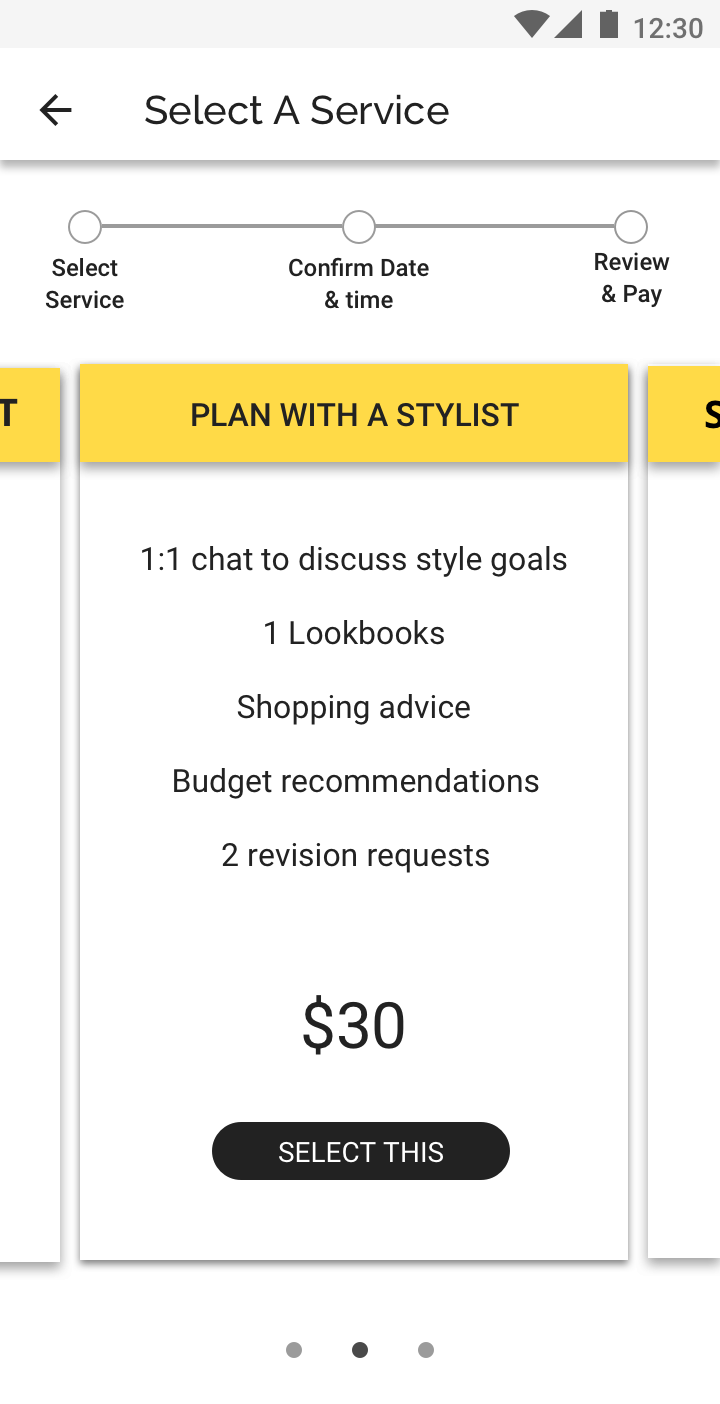 12:30
Select A Service
Select
Service
Confirm Date
& time
Review
& Pay
T
PLAN WITH A STYLIST
S
1:1 chat to discuss style goals
1 Lookbooks
Shopping advice
Budget recommendations
2 revision requests
$30
SELECT THIS